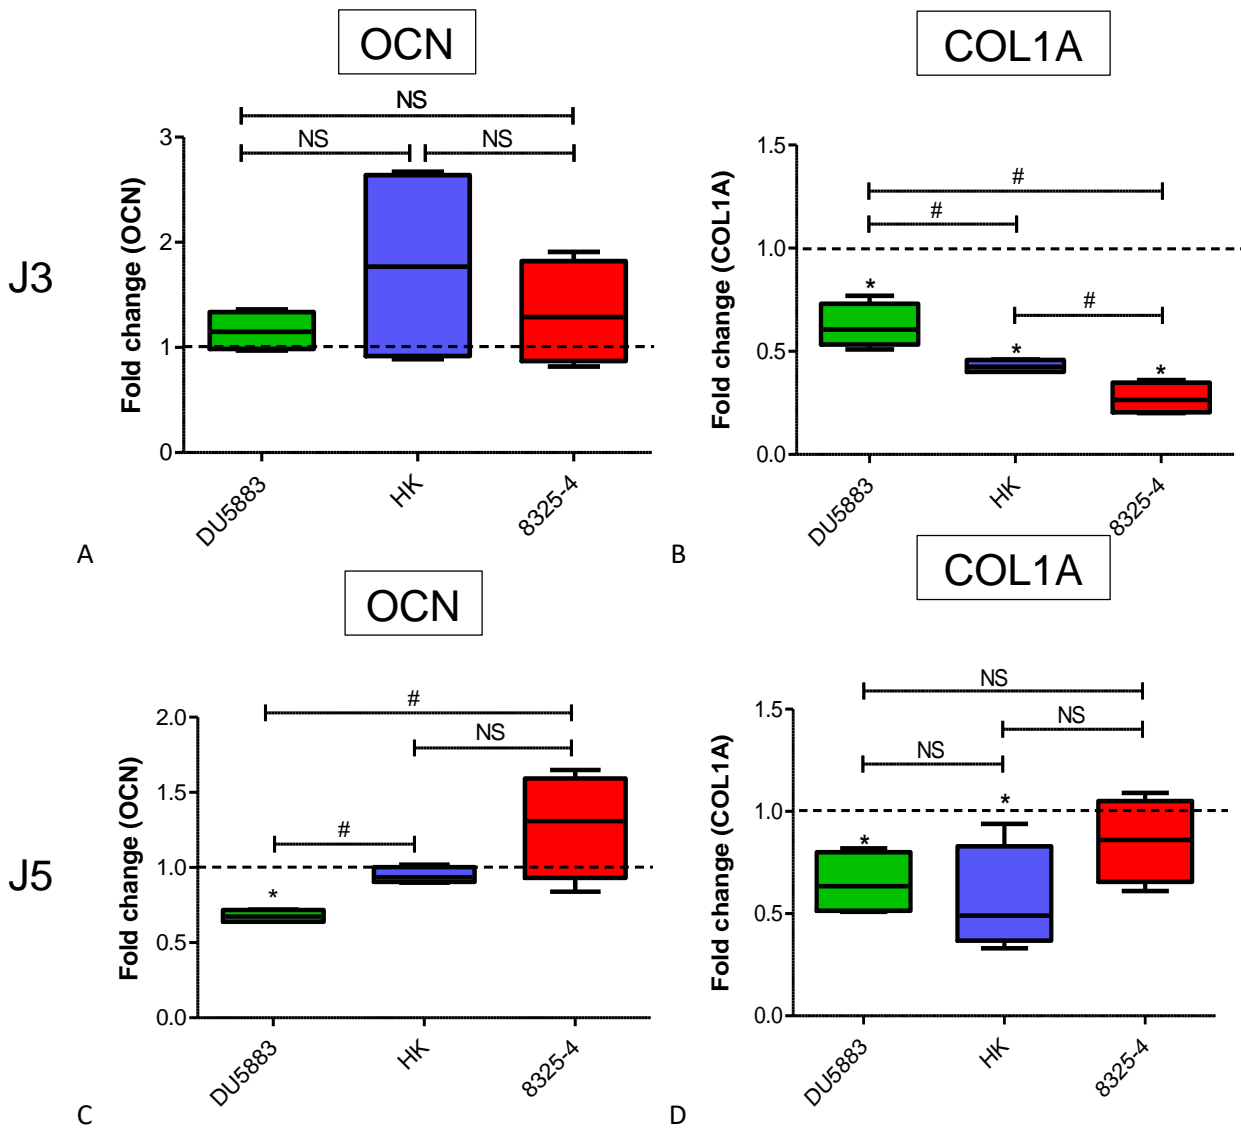 OCN
COL1A
J3
NS
NS
NS
3
2
1
0
Fold change (OCN)
DU5883
HK
8325-4
A
#
#
#
1.5
1.0
0.5
0.0
Fold change (COL1A)
*
*
*
DU5883
HK
8325-4
B
OCN
COL1A
J5
#
NS
#
2.0
1.5
1.0
0.5
0.0
Fold change (OCN)
*
DU5883
HK
8325-4
C
NS
NS
NS
1.5
1.0
0.5
0.0
Fold change (COL1A)
*
*
DU5883
HK
8325-4
D